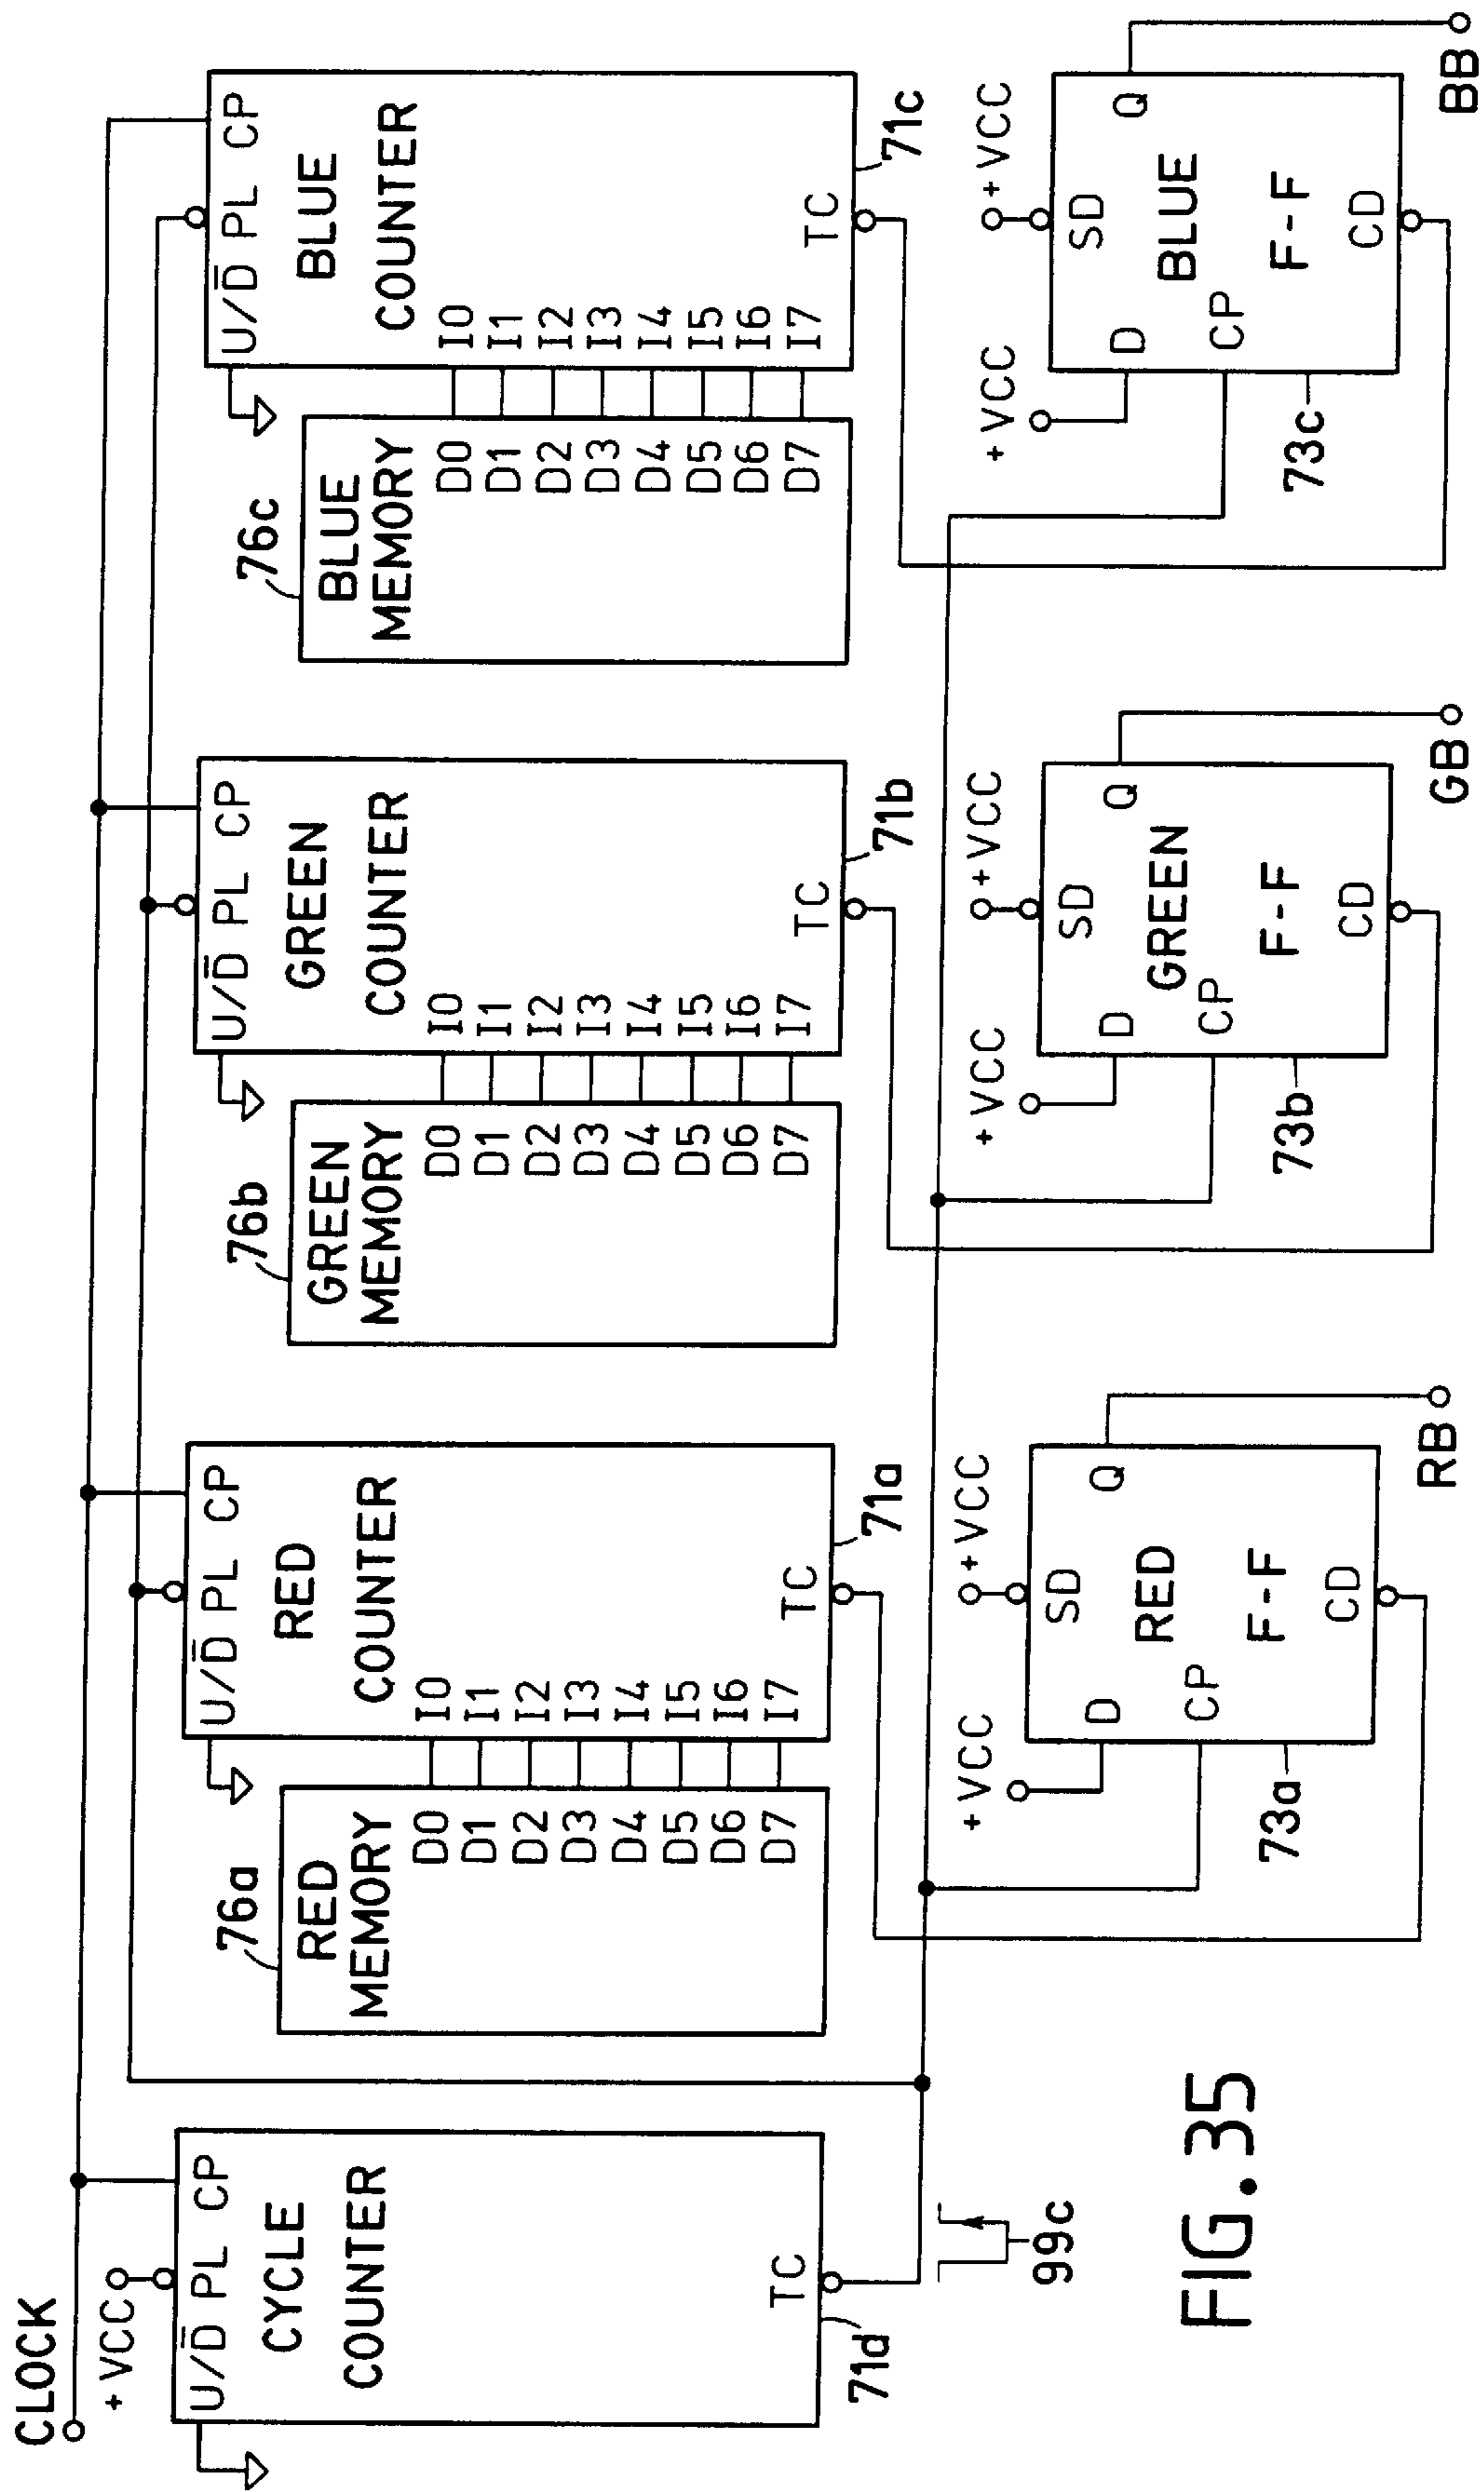 CLOCK
+ VCC
U/D̅ PL CP
CYCLE
COUNTER
TC
71d
99c
76a
RED
MEMORY
D0
D1
D2
D3
D4
D5
D6
D7
U/D̅ PL CP
RED
COUNTER
I0
I1
I2
I3
I4
I5
I6
I7
TC
71a
76b
GREEN
MEMORY
D0
D1
D2
D3
D4
D5
D6
D7
U/D̅ PL CP
GREEN
COUNTER
I0
I1
I2
I3
I4
I5
I6
I7
TC
71b
76c
BLUE
MEMORY
D0
D1
D2
D3
D4
D5
D6
D7
U/D̅ PL CP
BLUE
COUNTER
I0
I1
I2
I3
I4
I5
I6
I7
TC
71c
+ VCC
+ VCC
SD
D
Q
RED
CP
F-F
CD
73a
RB
+ VCC
+ VCC
SD
D
Q
GREEN
CP
F-F
CD
73b
GB
+ VCC
+ VCC
SD
D
Q
BLUE
CP
F-F
CD
73c
BB
FIG. 35